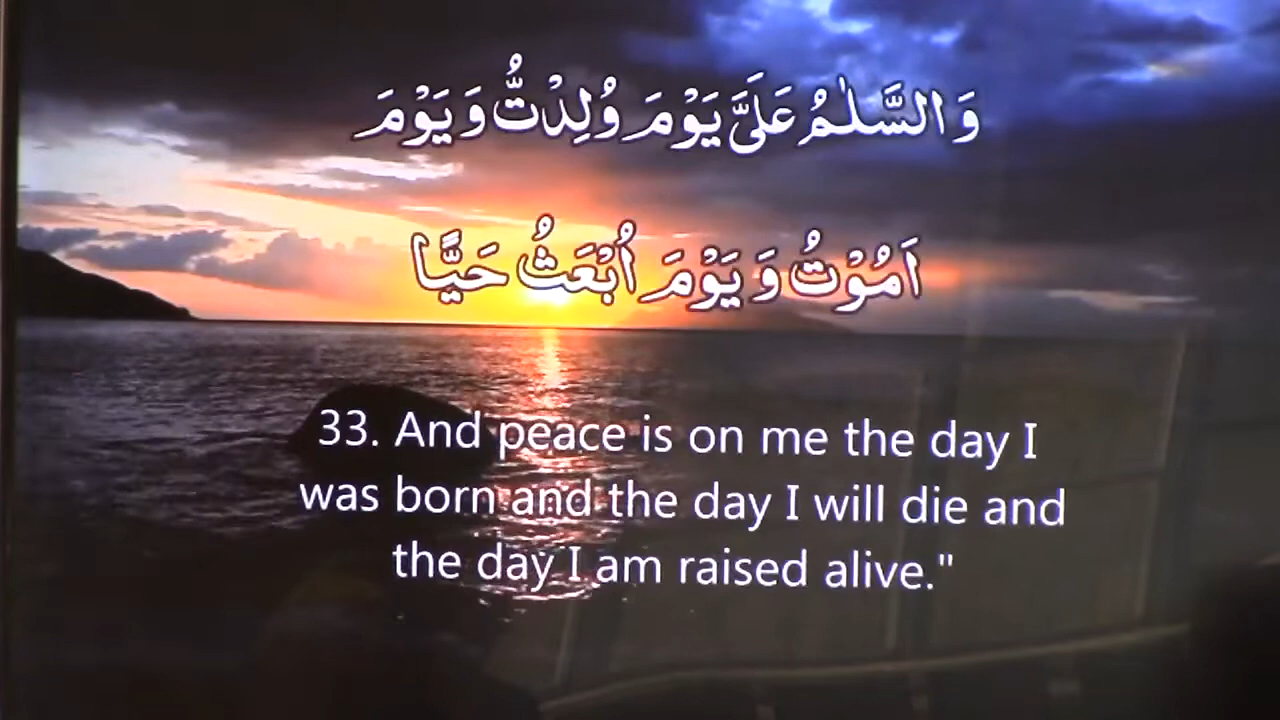 وَالسَّلٰمُ عَلَىَّ يَوْمَ وُلِدْتُّ وَ يَوْمَ
اَمُوْتُ وَ يَوْمَ اُبْعَثُ حَيًّا
33. And peace is on me the day I
was born and the day I will die and
the day I am raised alive."